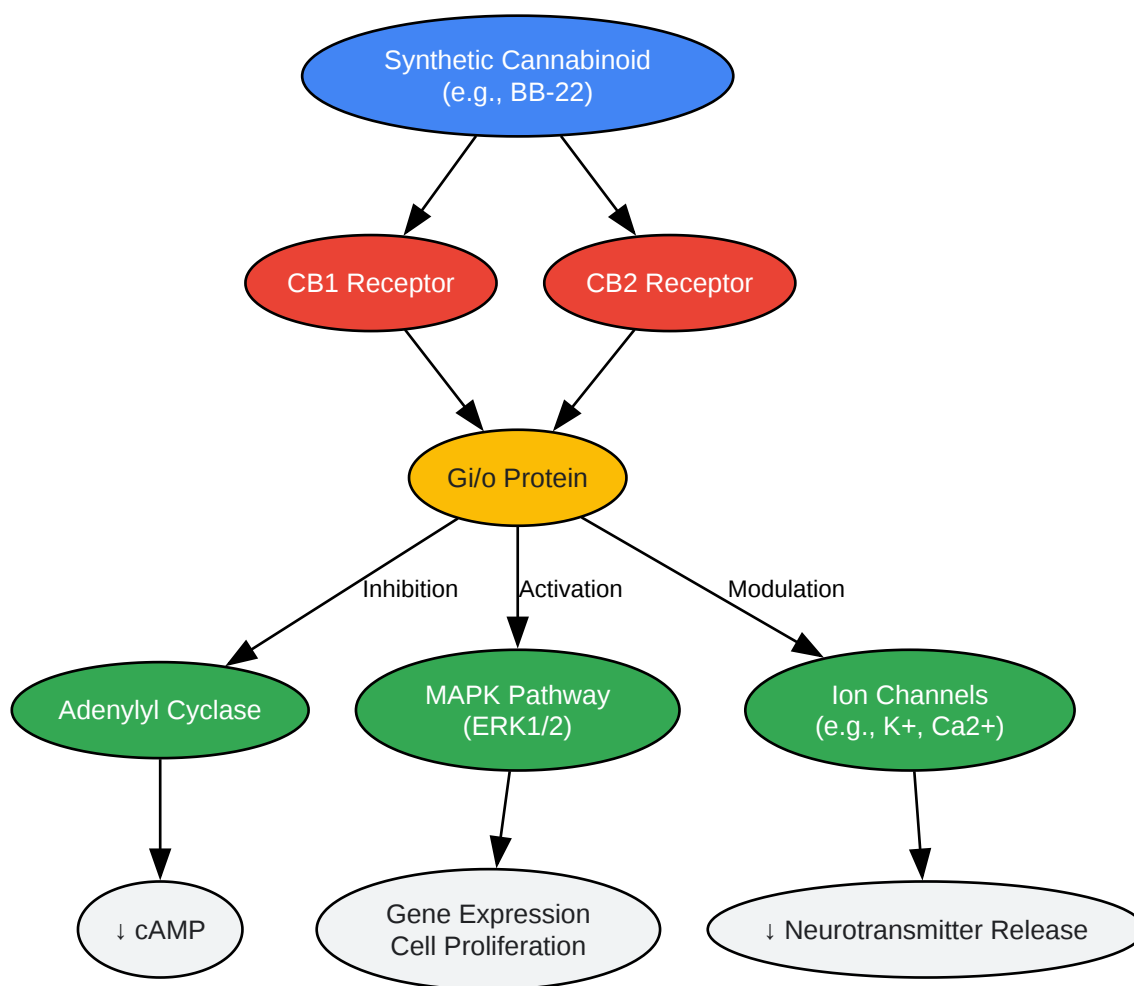 Synthetic Cannabinoid
(e.g., BB-22)
CB1 Receptor
CB2 Receptor
Gi/o Protein
Inhibition
Activation
Modulation
Adenylyl Cyclase
MAPK Pathway
(ERK1/2)
Ion Channels
(e.g., K+, Ca2+)
↓ cAMP
Gene Expression
Cell Proliferation
↓ Neurotransmitter Release